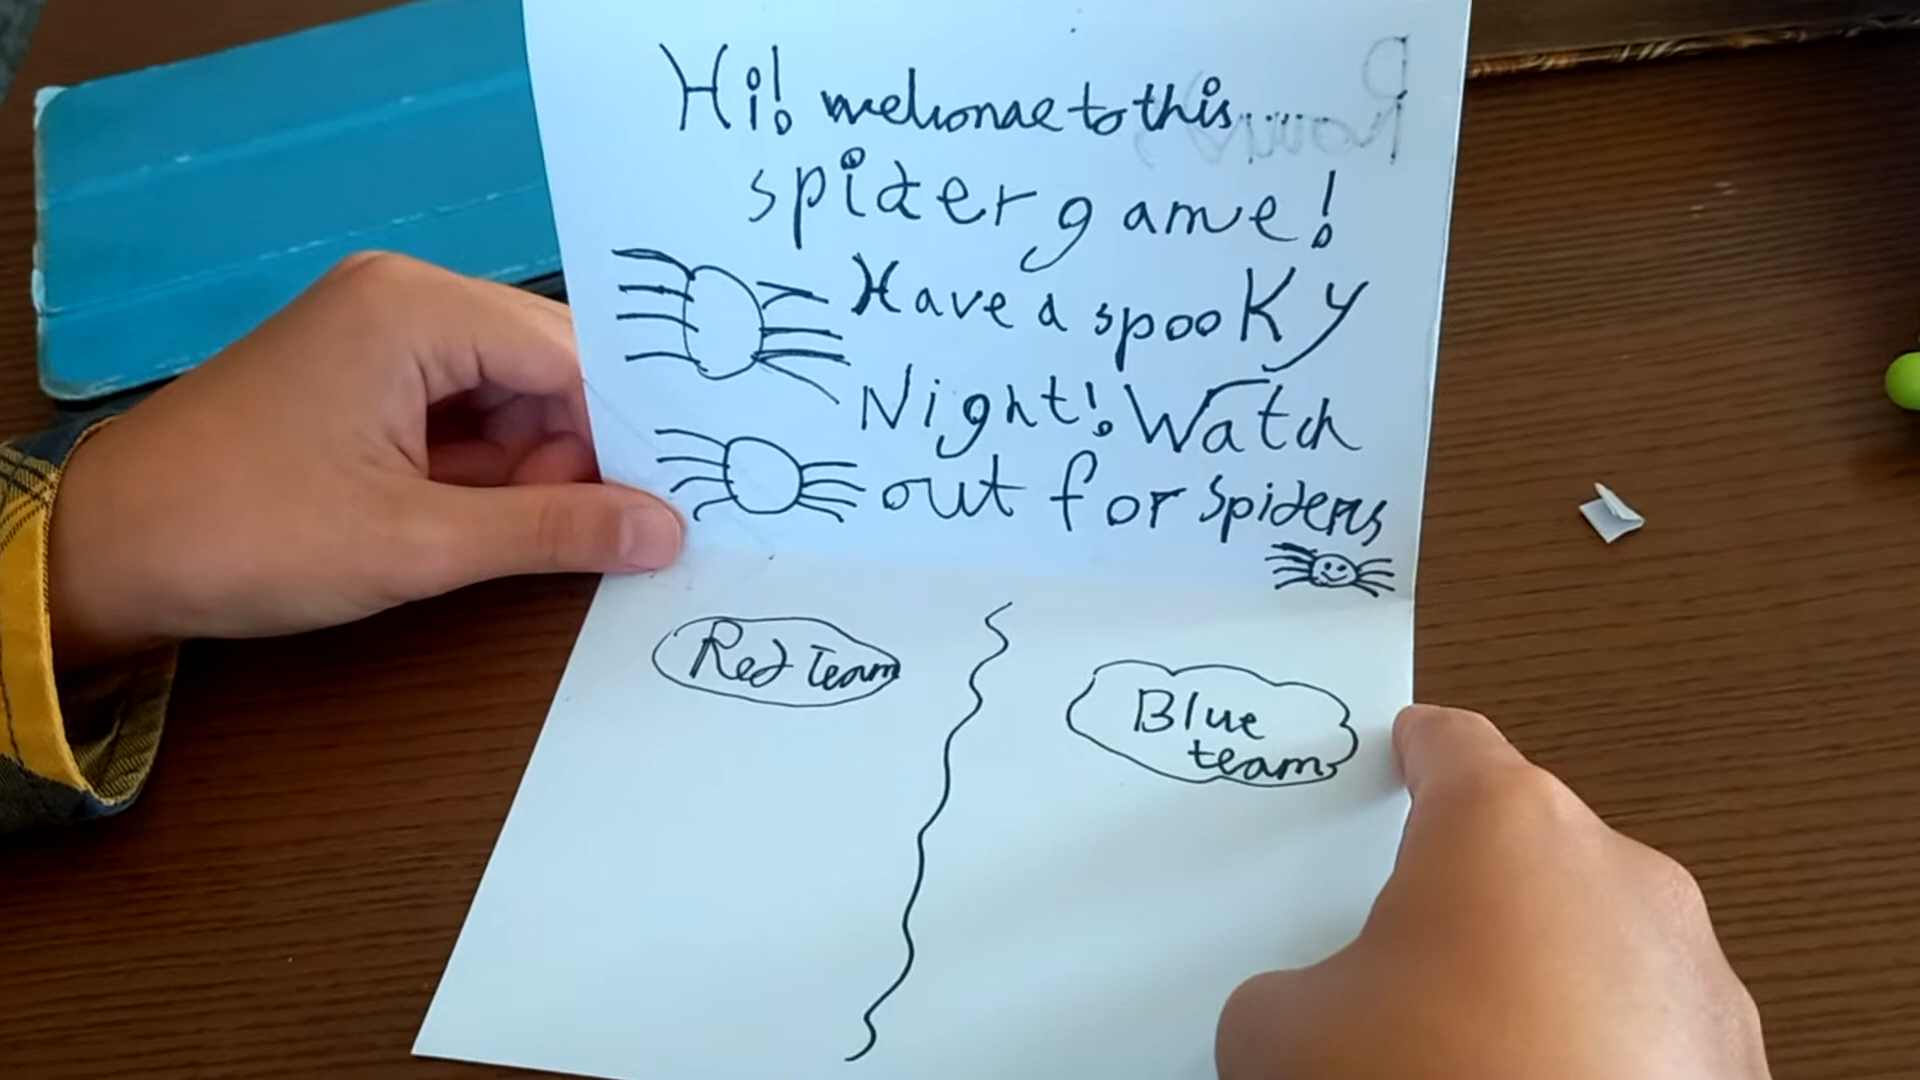 Hi! welcome to this.....
spider game!
Have a spooky
Night! Watch
out for spiders
Red Team
Blue
team